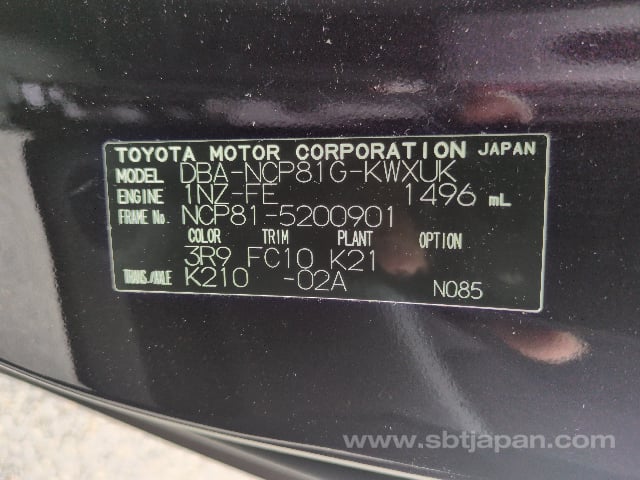 TOYOTA MOTOR CORPORATION JAPAN
MODEL DBA-NCP81G-KWXUK
ENGINE 1NZ-FE 1496 mL
FRAME No. NCP81-5200901
COLOR TRIM PLANT OPTION
3R9 FC10 K21
TRANS./AXLE K210 -02A N085
www.sbtjapan.com